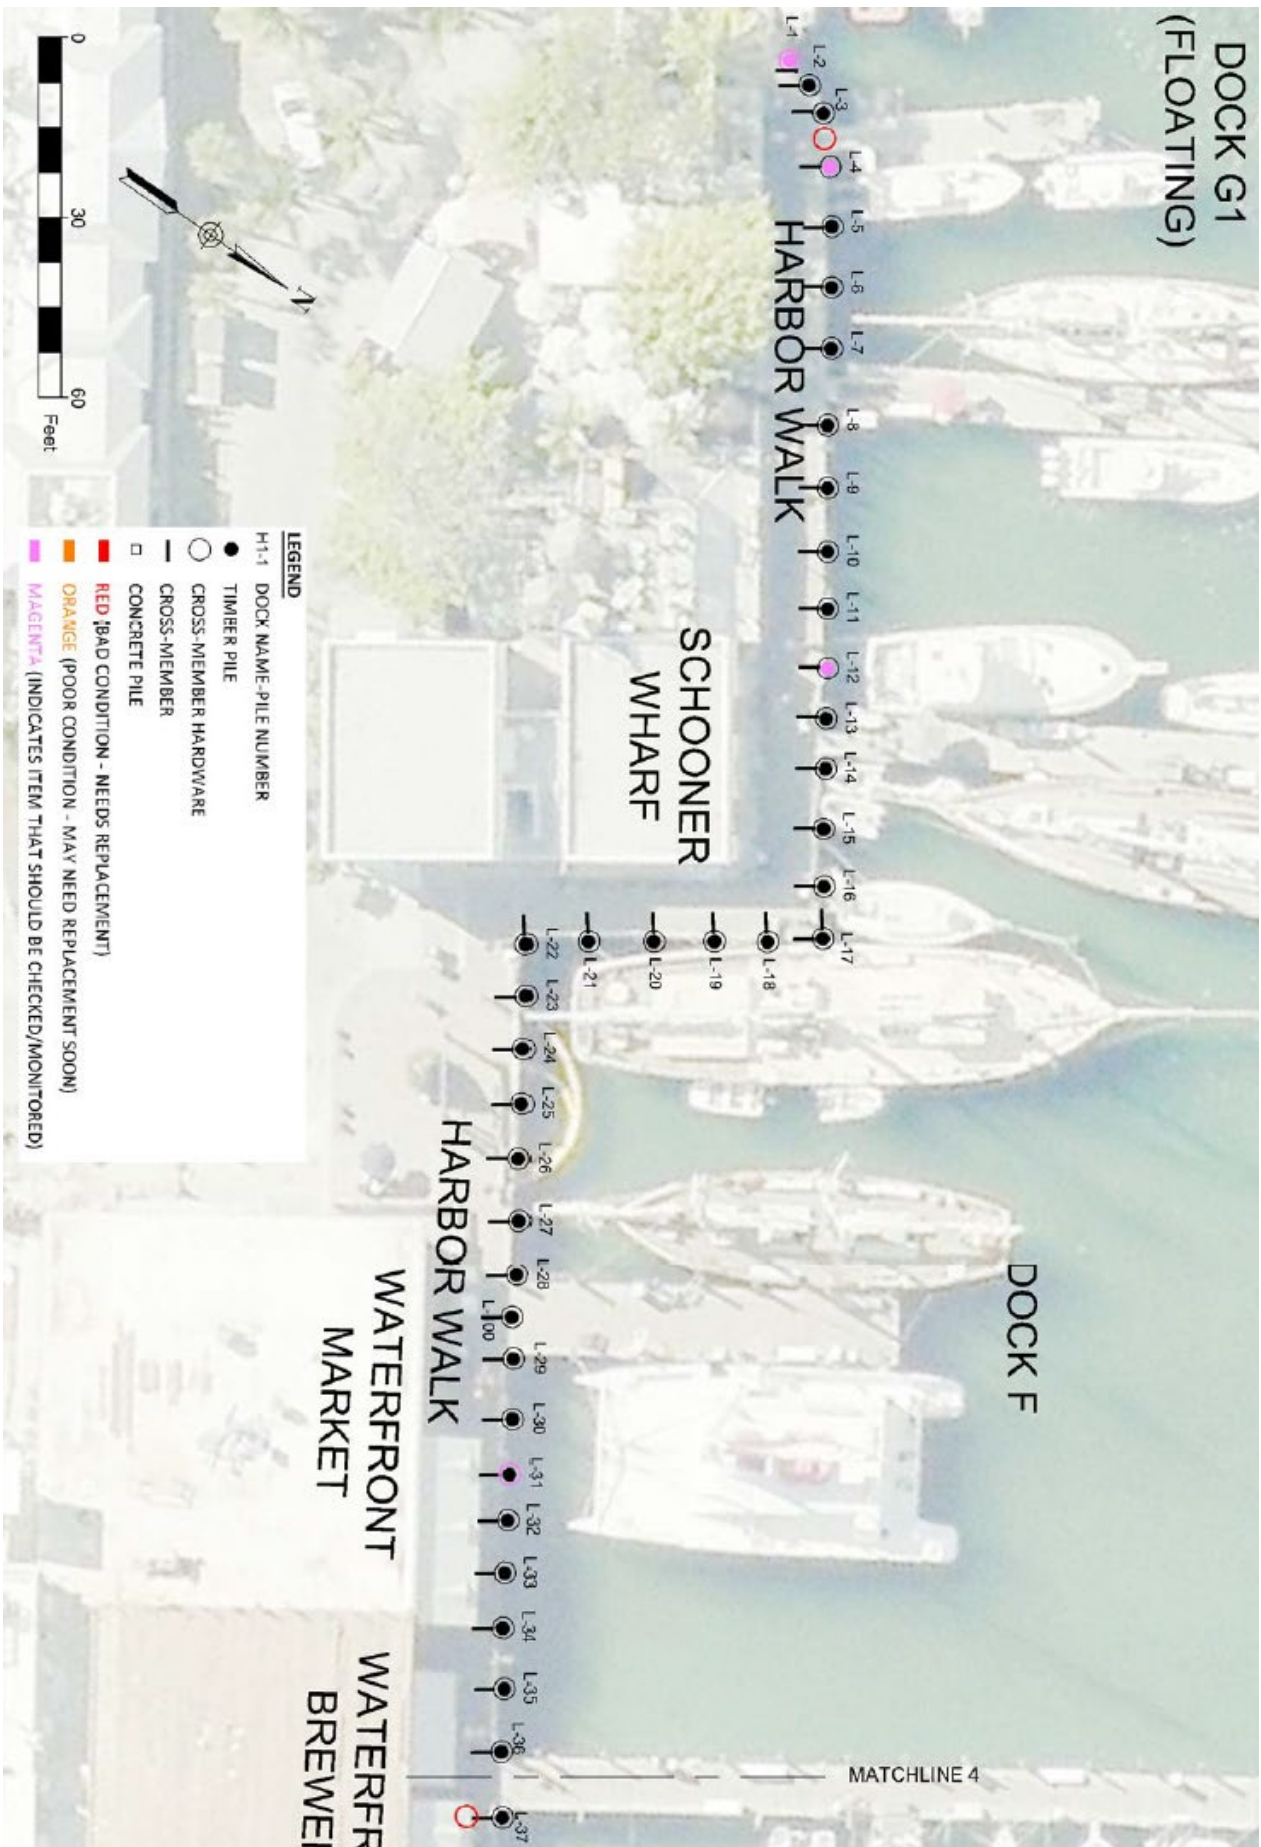 DOCK G1
(FLOATING)
L-1
L-2
L-3
L-4
L-5
L-6
L-7
L-8
L-9
L-10
L-11
L-12
L-13
L-14
L-15
L-16
L-17
L-18
L-19
L-20
L-21
L-22
L-23
L-24
L-25
L-26
L-27
L-28
L-100
L-29
L-30
L-31
L-32
L-33
L-34
L-35
L-36
L-37
HARBOR WALK
SCHOONER
WHARF
HARBOR WALK
DOCK F
WATERFRONT
MARKET
WATERFR
BREWE
MATCHLINE 4
N
0 30 60
Feet
LEGEND
H1-1 DOCK NAME-PILE NUMBER
TIMBER PILE
CROSS-MEMBER HARDWARE
CROSS-MEMBER
CONCRETE PILE
RED (BAD CONDITION - NEEDS REPLACEMENT)
ORANGE (POOR CONDITION - MAY NEED REPLACEMENT SOON)
MAGENTA (INDICATES ITEM THAT SHOULD BE CHECKED/MONITORED)